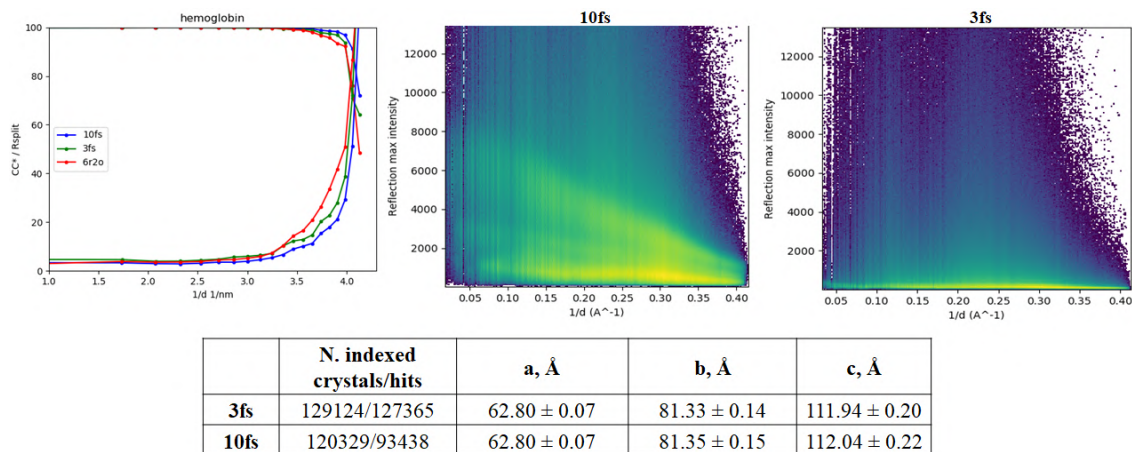 hemoglobin
CC* / Rsplit
100
80
60
40
20
0
10fs
3fs
6r2o
1.0 1.5 2.0 2.5 3.0 3.5 4.0
1/d 1/nm
10fs
Reflection max intensity
12000
10000
8000
6000
4000
2000
0.05 0.10 0.15 0.20 0.25 0.30 0.35 0.40
1/d (A^-1)
3fs
Reflection max intensity
12000
10000
8000
6000
4000
2000
0.05 0.10 0.15 0.20 0.25 0.30 0.35 0.40
1/d (A^-1)
N. indexed
crystals/hits
a, Å b, Å c, Å
3fs 129124/127365 62.80 ± 0.07 81.33 ± 0.14 111.94 ± 0.20
10fs 120329/93438 62.80 ± 0.07 81.35 ± 0.15 112.04 ± 0.22